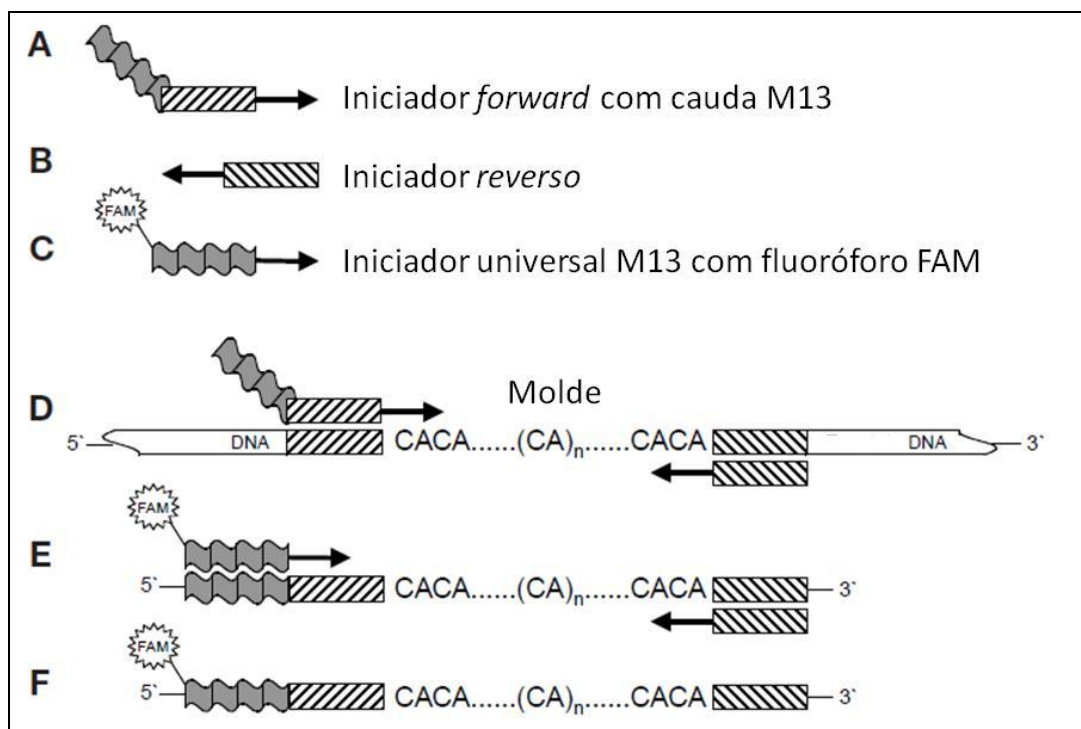 A
Iniciador forward com cauda M13
B
Iniciador reverso
FAM
C
Iniciador universal M13 com fluoróforo FAM
Molde
D
5` DNA CACA......(CA)n......CACA DNA 3`
FAM
E
5` CACA......(CA)n......CACA 3`
FAM
F
5` CACA......(CA)n......CACA 3`